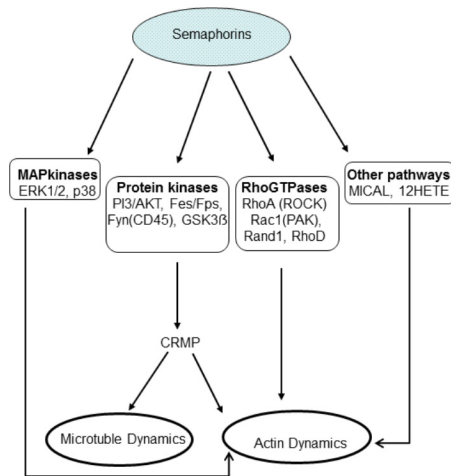 Semaphorins
MAPkinases
ERK1/2, p38
Protein kinases
PI3/AKT, Fes/Fps,
Fyn(CD45), GSK3ß
RhoGTPases
RhoA (ROCK)
Rac1(PAK),
Rand1, RhoD
Other pathways
MICAL, 12HETE
CRMP
Microtuble Dynamics
Actin Dynamics